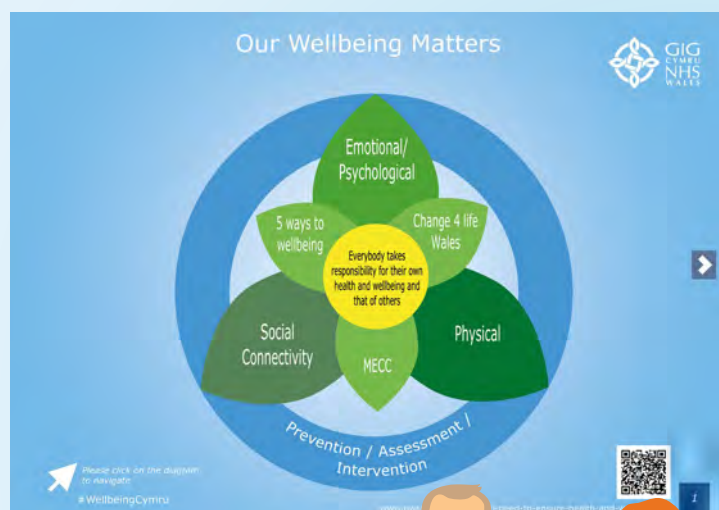 Our Wellbeing Matters
GIG
CYMRU
NHS
WALES
Emotional/
Psychological
5 ways to
wellbeing
Change 4 life
Wales
Everybody takes
responsibility for their own
health and wellbeing and
that of others
Social
Connectivity
Physical
MECC
Prevention / Assessment /
Intervention
Please click on the diagram
to navigate
#WellbeingCymru
i